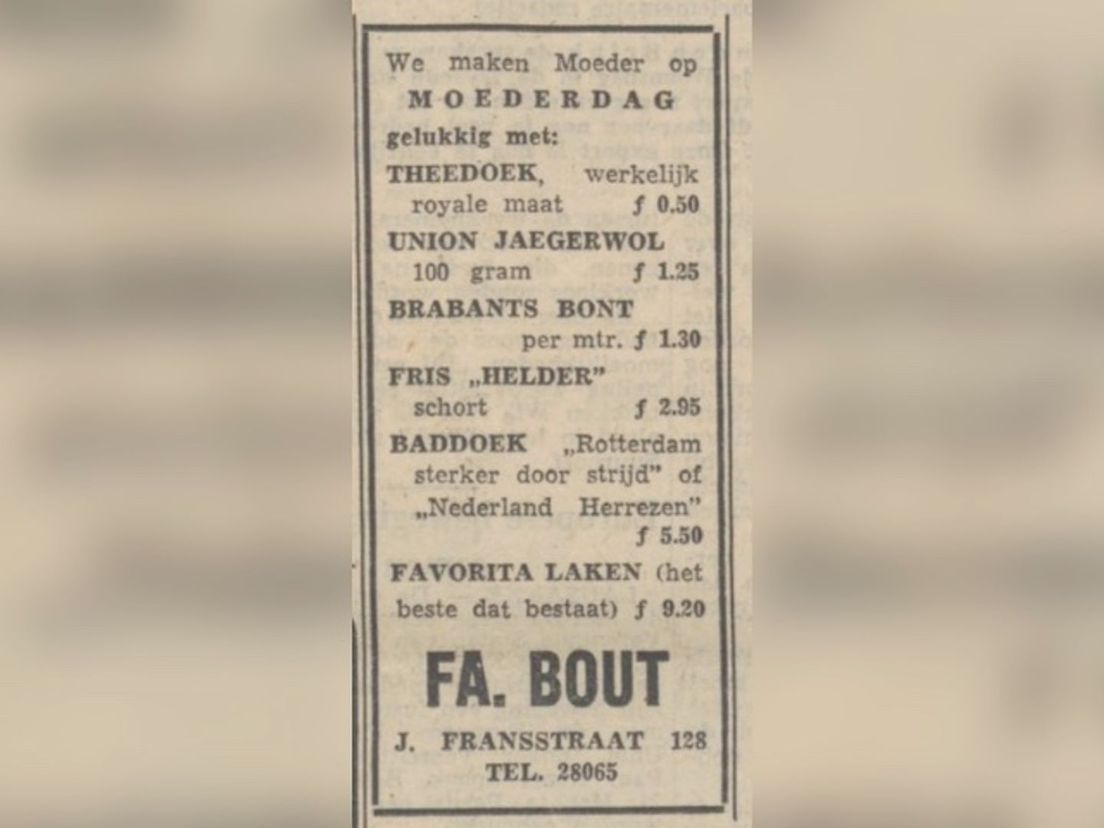 We maken Moeder op
MOEDERDAG
gelukkig met:
THEEDOEK, werkelijk
royale maat ƒ 0.50
UNION JAEGERWOL
100 gram ƒ 1.25
BRABANTS BONT
per mtr. ƒ 1.30
FRIS „HELDER”
schort ƒ 2.95
BADDOEK „Rotterdam
sterker door strijd” of
„Nederland Herrezen”
ƒ 5.50
FAVORITA LAKEN (het
beste dat bestaat) ƒ 9.20
FA. BOUT
J. FRANSSTRAAT 128
TEL. 28065